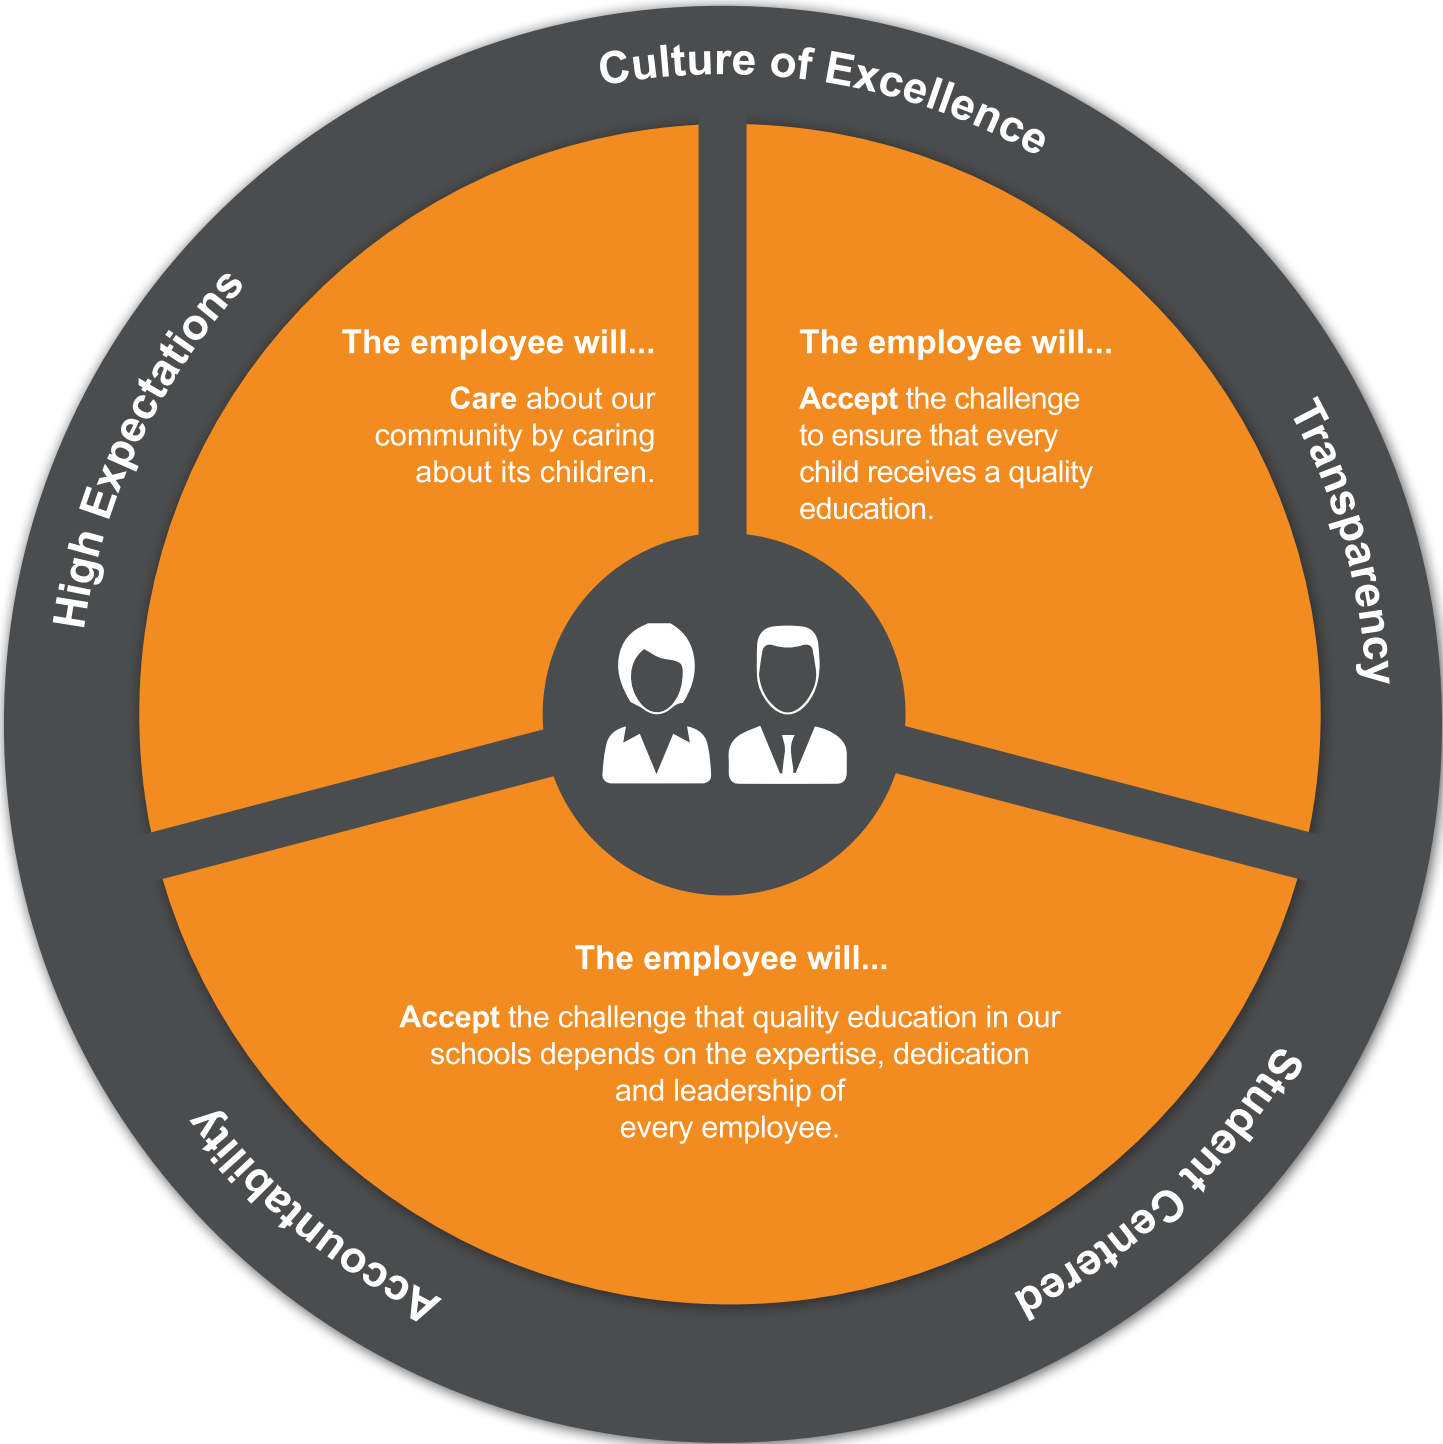 Culture of Excellence
High Expectations
Transparency
The employee will...
Care about our
community by caring
about its children.
The employee will...
Accept the challenge
to ensure that every
child receives a quality
education.
The employee will...
Accept the challenge that quality education in our
schools depends on the expertise, dedication
and leadership of
every employee.
Student Centered
Accountability